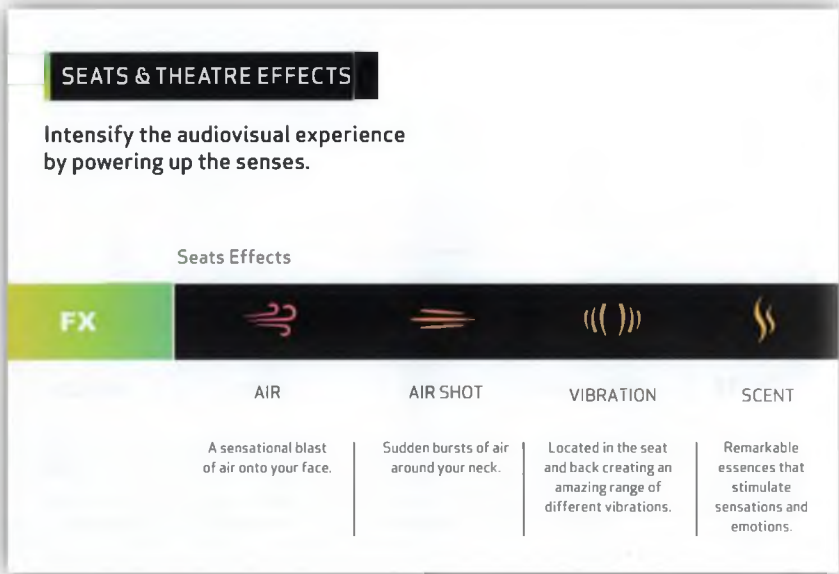 SEATS & THEATRE EFFECTS
Intensify the audiovisual experience
by powering up the senses.
Seats Effects
FX
AIR
AIR SHOT
VIBRATION
SCENT
A sensational blast
of air onto your face.
Sudden bursts of air
around your neck.
Located in the seat
and back creating an
amazing range of
different vibrations.
Remarkable
essences that
stimulate
sensations and
emotions.